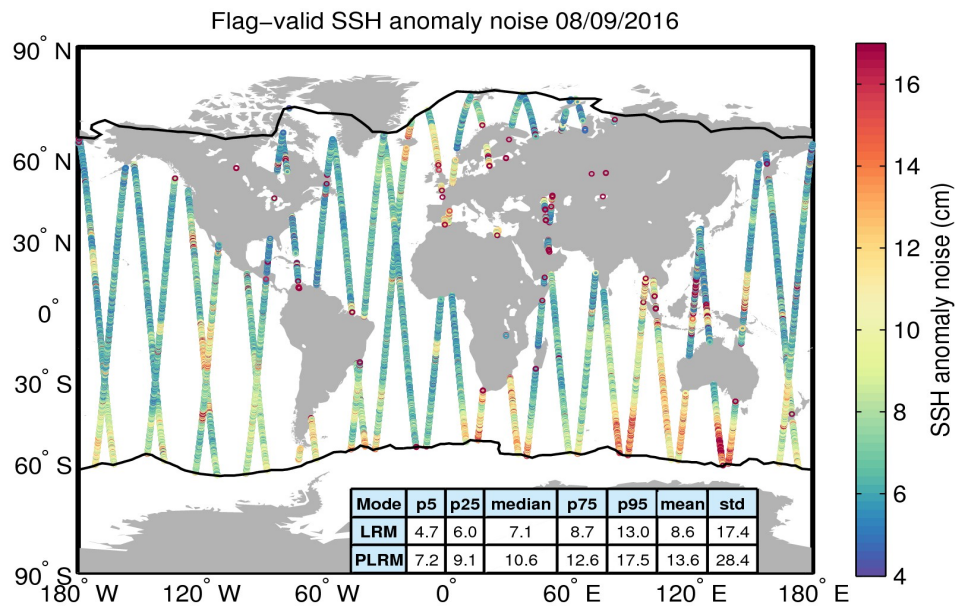 Flag−valid SSH anomaly noise 08/09/2016
90° N
60° N
30° N
0°
30° S
60° S
90° S
180° W 120° W 60° W 0° 60° E 120° E 180° E
Mode p5 p25 median p75 p95 mean std
LRM 4.7 6.0 7.1 8.7 13.0 8.6 17.4
PLRM 7.2 9.1 10.6 12.6 17.5 13.6 28.4
16
14
12
10
8
6
4
SSH anomaly noise (cm)